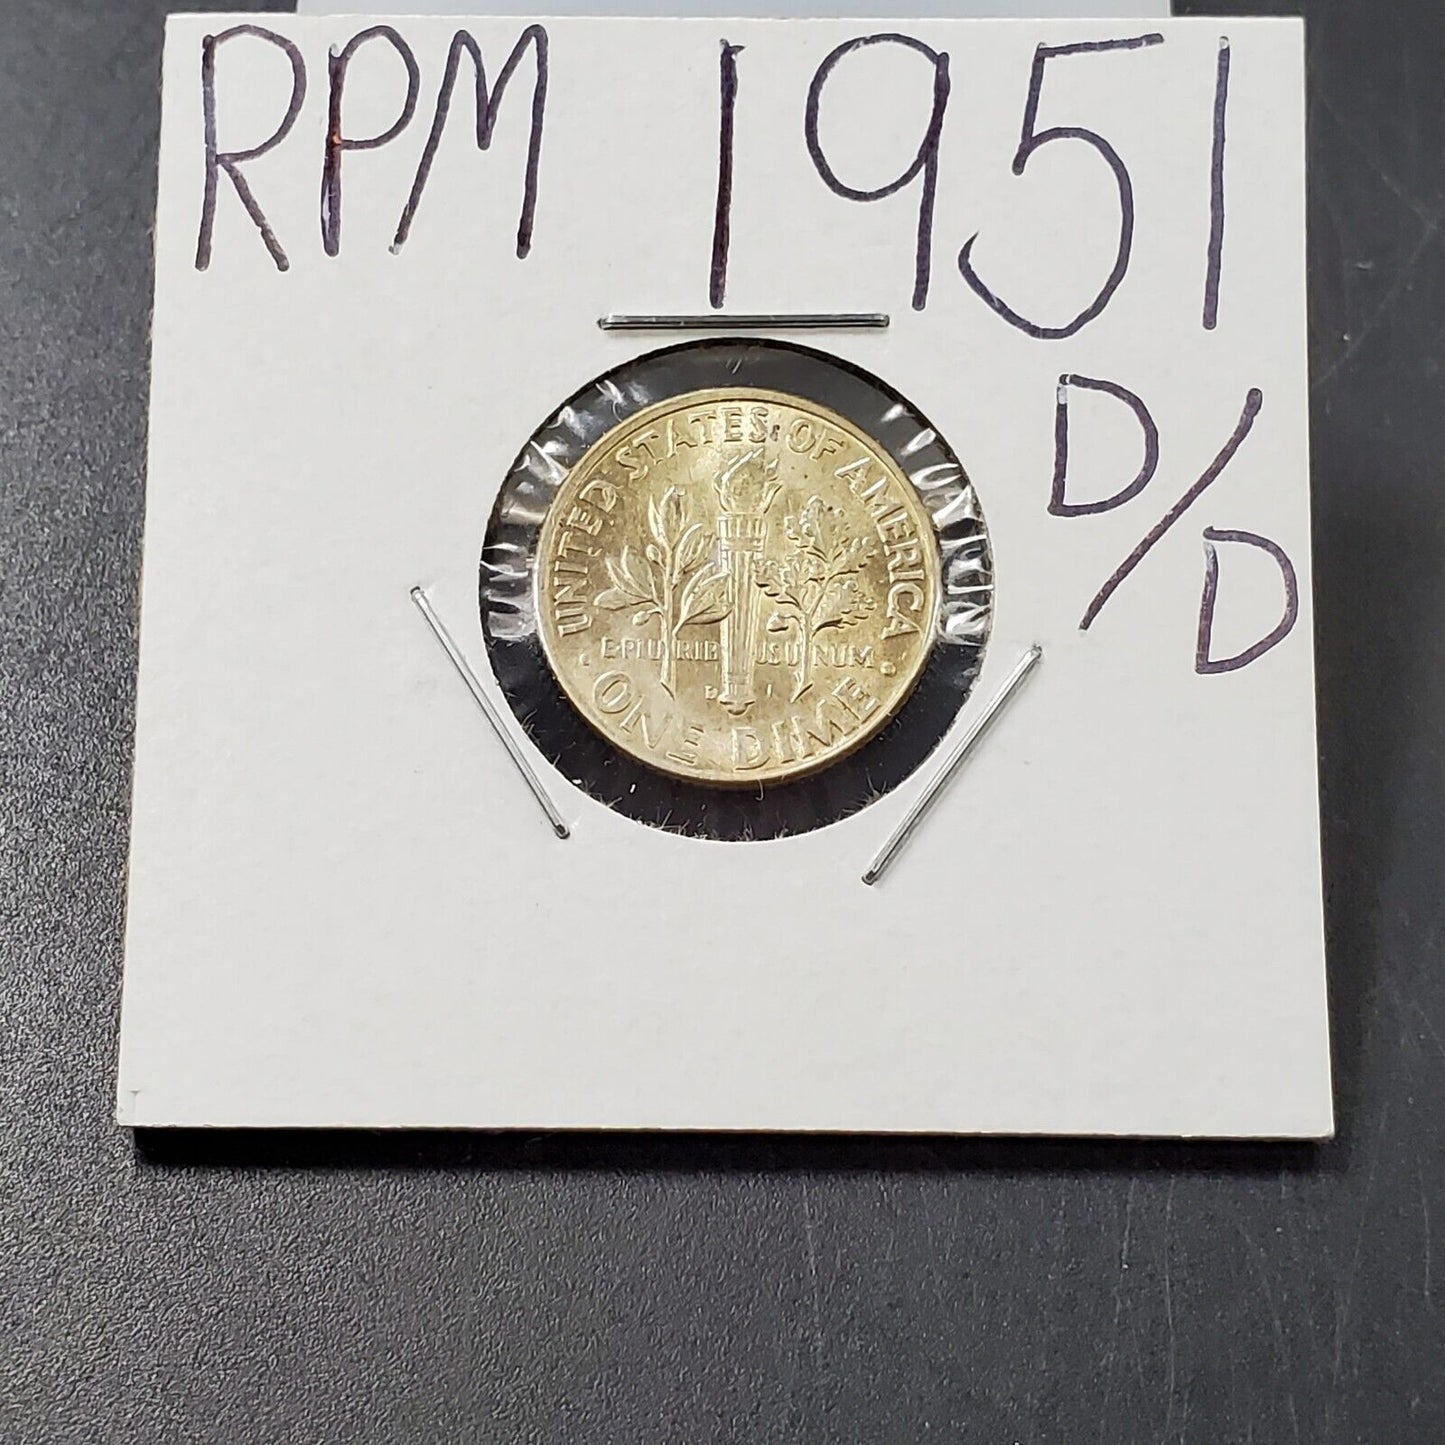 RPM 1951
D/D
UNITED STATES OF AMERICA
E PLURIBUS UNUM
D
ONE DIME